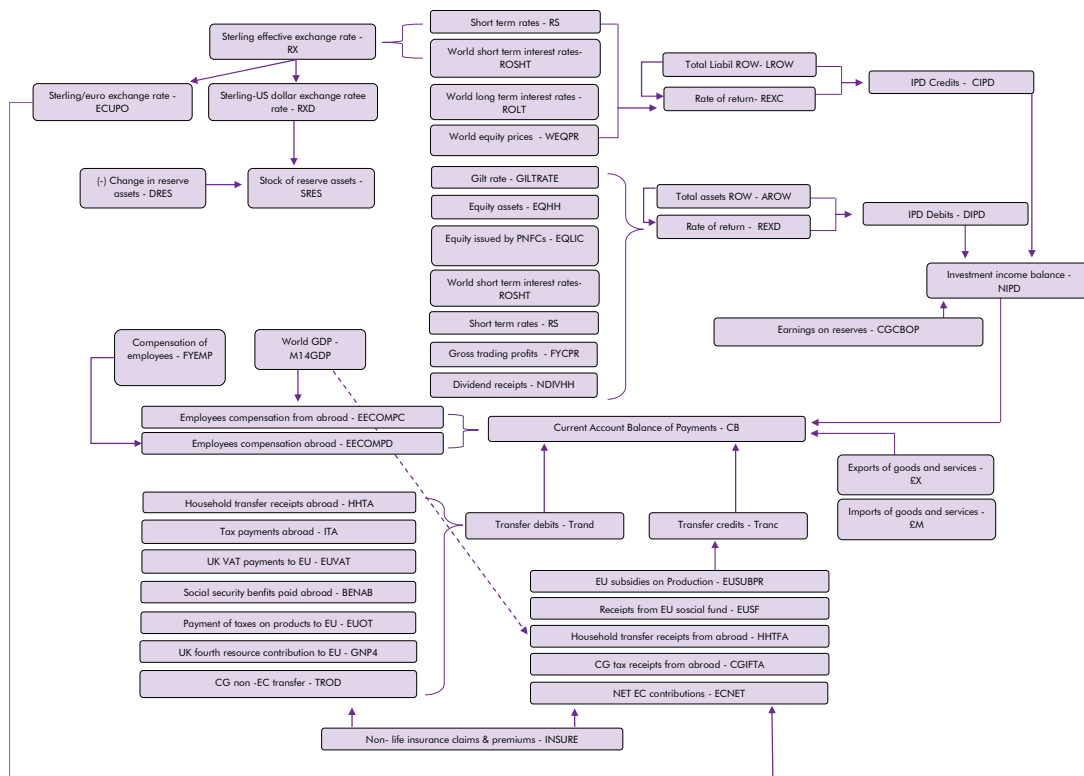 Sterling effective exchange rate -
RX
Short term rates - RS
World short term interest rates-
ROSHT
World long term interest rates -
ROLT
World equity prices - WEQPR
Total Liabil ROW- LROW
Rate of return- REXC
IPD Credits - CIPD
Sterling/euro exchange rate -
ECUPO
Sterling-US dollar exchange ratee
rate - RXD
(-) Change in reserve
assets - DRES
Stock of reserve assets -
SRES
Gilt rate - GILTRATE
Equity assets - EQHH
Equity issued by PNFCs - EQLIC
World short term interest rates-
ROSHT
Short term rates - RS
Gross trading profits - FYCPR
Dividend receipts - NDIVHH
Total assets ROW - AROW
Rate of return - REXD
IPD Debits - DIPD
Investment income balance -
NIPD
Earnings on reserves - CGCBOP
Compensation of
employees - FYEMP
World GDP -
M14GDP
Employees compensation from abroad - EECOMPC
Employees compensation abroad - EECOMPD
Current Account Balance of Payments - CB
Exports of goods and services -
£X
Imports of goods and services -
£M
Household transfer receipts abroad - HHTA
Tax payments abroad - ITA
UK VAT payments to EU - EUVAT
Social security benfits paid abroad - BENAB
Payment of taxes on products to EU - EUOT
UK fourth resource contribution to EU - GNP4
CG non -EC transfer - TROD
Transfer debits - Trand
Transfer credits - Tranc
EU subsidies on Production - EUSUBPR
Receipts from EU soscial fund - EUSF
Household transfer receipts from abroad - HHTFA
CG tax receipts from abroad - CGIFTA
NET EC contributions - ECNET
Non- life insurance claims & premiums - INSURE